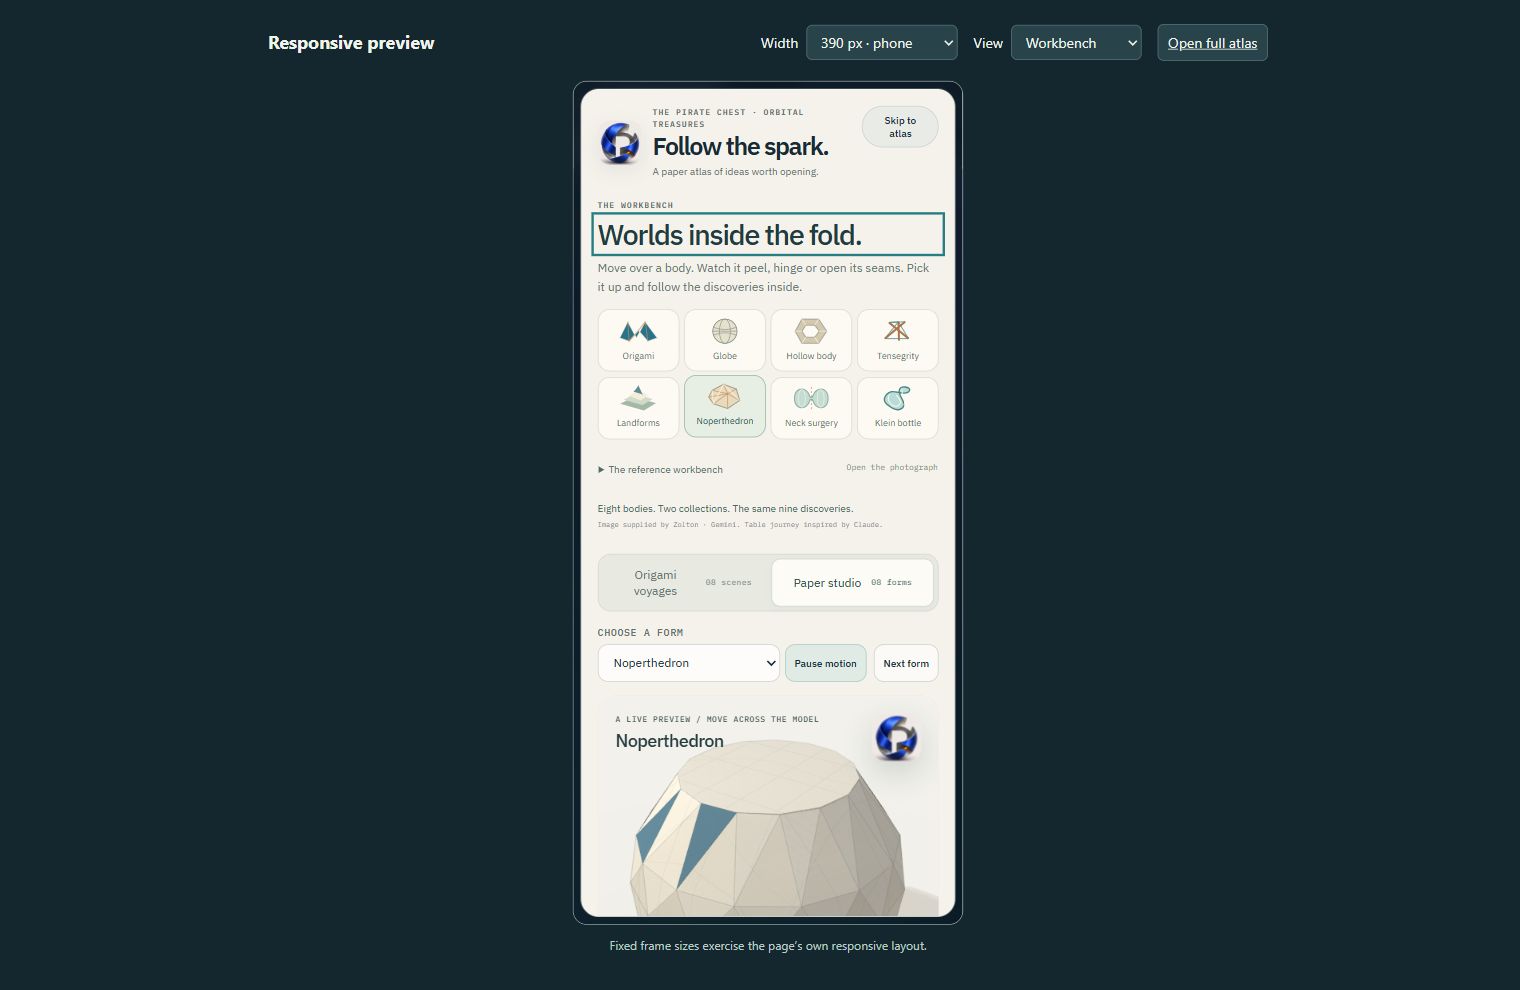 Responsive preview
Width 390 px · phone View Workbench Open full atlas
THE PIRATE CHEST · ORBITAL
TREASURES
Follow the spark.
A paper atlas of ideas worth opening.
Skip to
atlas
THE WORKBENCH
Worlds inside the fold.
Move over a body. Watch it peel, hinge or open its seams. Pick
it up and follow the discoveries inside.
Origami Globe Hollow body Tensegrity
Landforms Noperthedron Neck surgery Klein bottle
The reference workbench Open the photograph
Eight bodies. Two collections. The same nine discoveries.
Image supplied by Zolton · Gemini. Table journey inspired by Claude.
Origami
voyages
08 scenes
Paper studio 08 forms
CHOOSE A FORM
Noperthedron Pause motion Next form
A LIVE PREVIEW / MOVE ACROSS THE MODEL
Noperthedron
Fixed frame sizes exercise the page's own responsive layout.